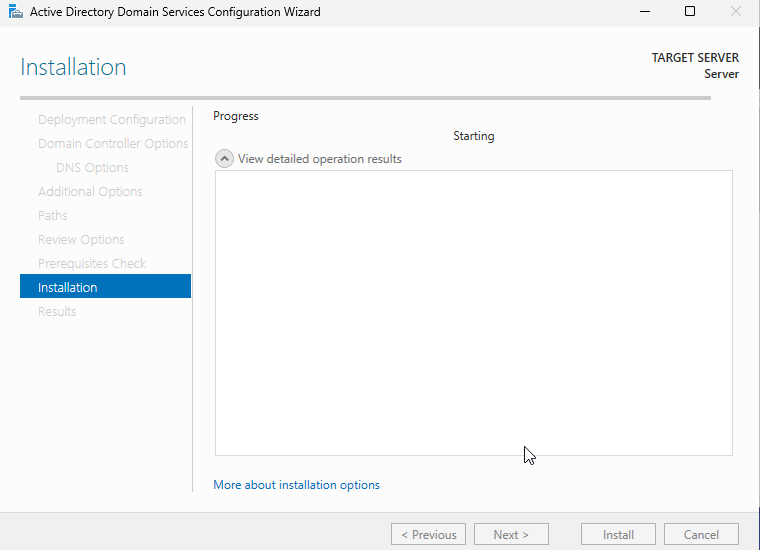 Active Directory Domain Services Configuration Wizard
Installation
TARGET SERVER
Server
Deployment Configuration
Domain Controller Options
DNS Options
Additional Options
Paths
Review Options
Prerequisites Check
Installation
Results
Progress
Starting
View detailed operation results
More about installation options
< Previous
Next >
Install
Cancel